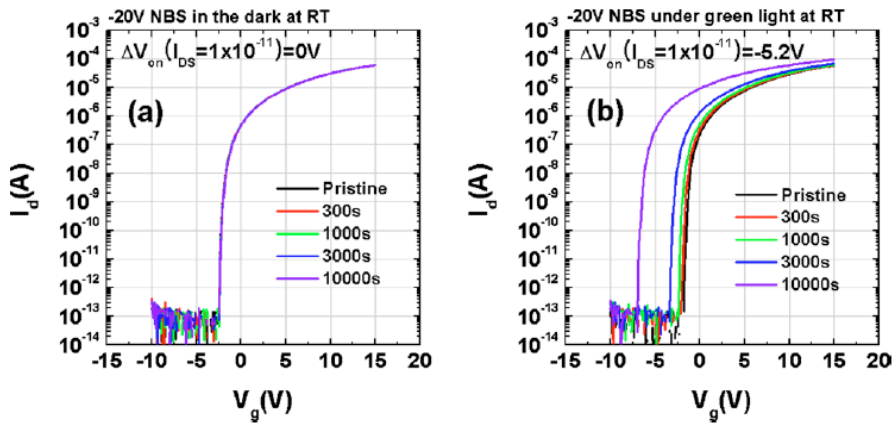 -20V NBS in the dark at RT
ΔVon(IDS=1x10^-11)=0V
(a)
10^-3
10^-4
10^-5
10^-6
10^-7
10^-8
10^-9
10^-10
10^-11
10^-12
10^-13
10^-14
Id(A)
Pristine
300s
1000s
3000s
10000s
-15 -10 -5 0 5 10 15 20
Vg(V)
-20V NBS under green light at RT
ΔVon(IDS=1x10^-11)=-5.2V
(b)
10^-3
10^-4
10^-5
10^-6
10^-7
10^-8
10^-9
10^-10
10^-11
10^-12
10^-13
10^-14
Id(A)
Pristine
300s
1000s
3000s
10000s
-15 -10 -5 0 5 10 15 20
Vg(V)